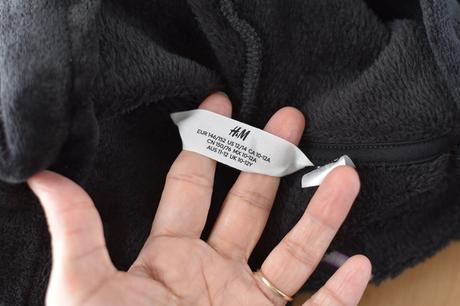 H&M
EUR 146/152 US 12/14 CA 10-12A
CN 150/76 MX 10-12A
AUS 11-12 UK 10-12Y